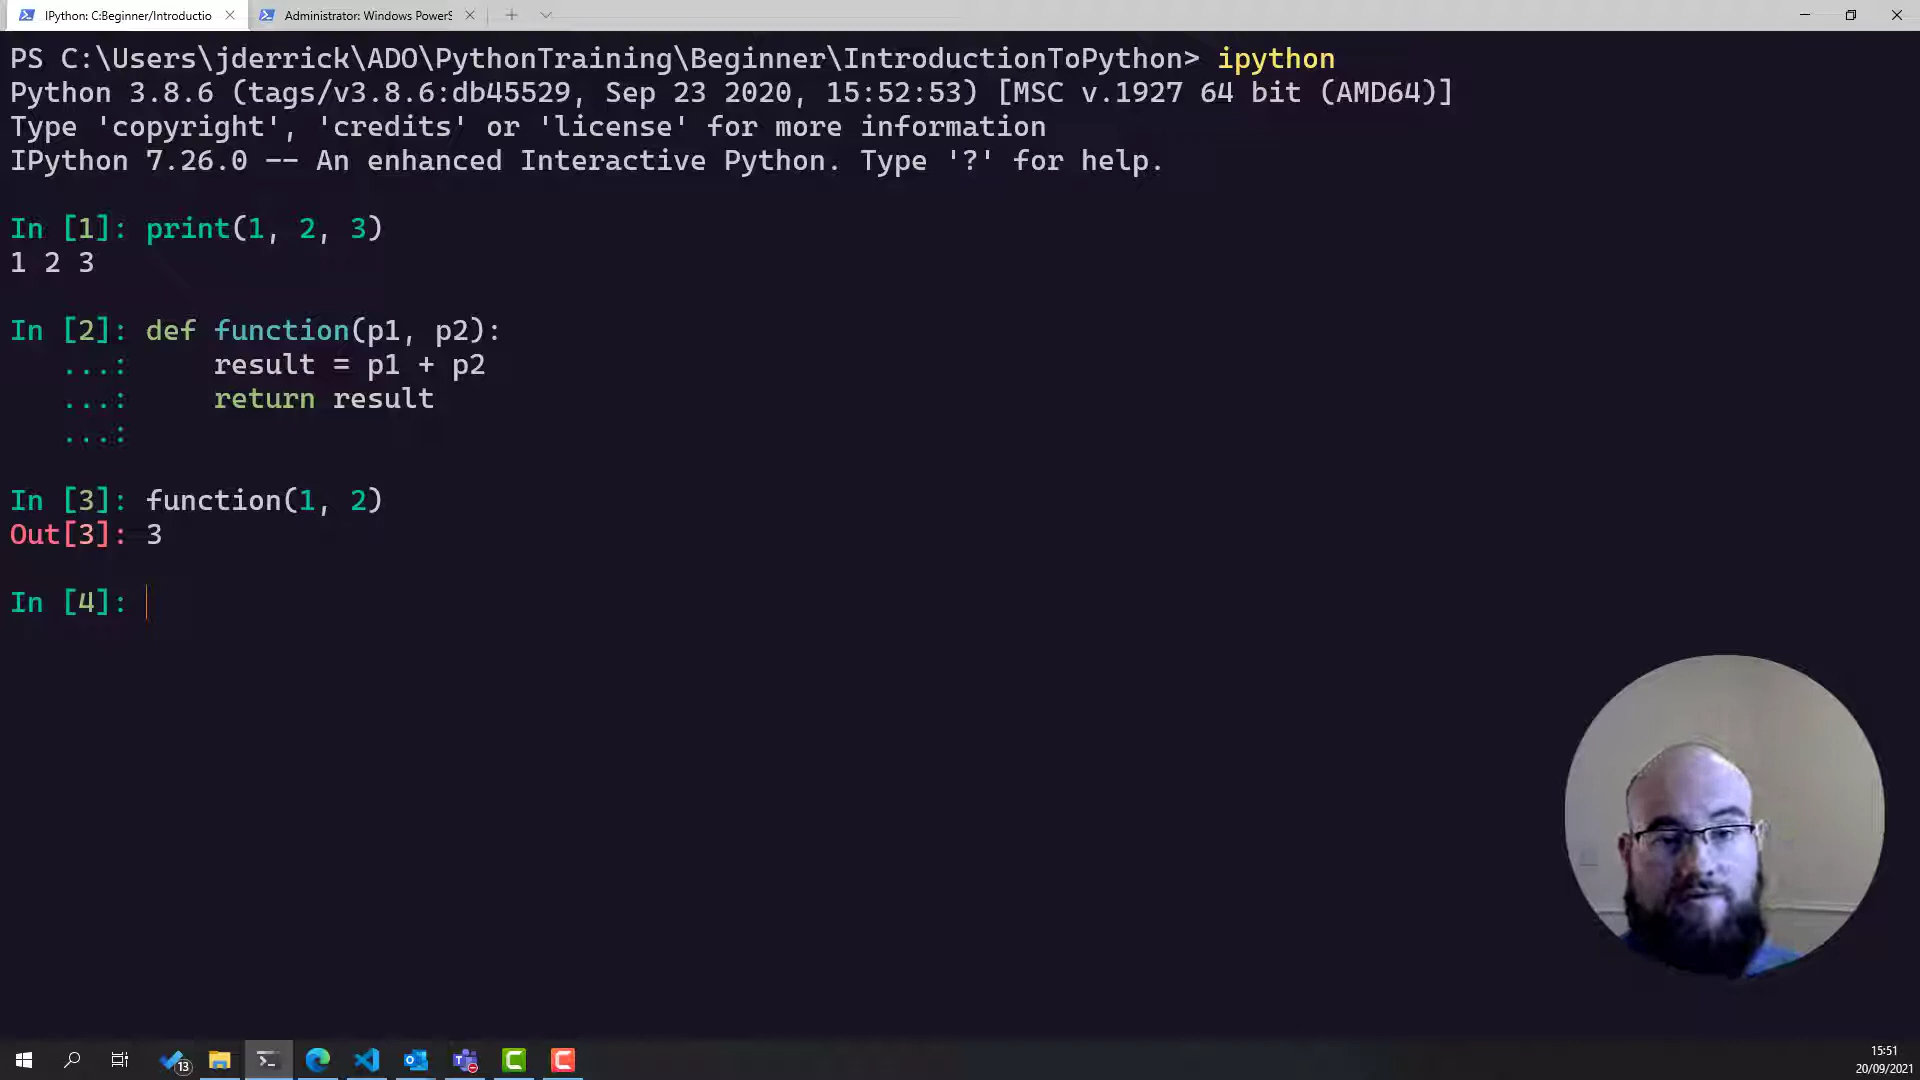 IPython: C:Beginner/Introductio
Administrator: Windows PowerS
PS C:\Users\jderrick\ADO\PythonTraining\Beginner\IntroductionToPython> ipython
Python 3.8.6 (tags/v3.8.6:db45529, Sep 23 2020, 15:52:53) [MSC v.1927 64 bit (AMD64)]
Type 'copyright', 'credits' or 'license' for more information
IPython 7.26.0 -- An enhanced Interactive Python. Type '?' for help.
In [1]: print(1, 2, 3)
1 2 3
In [2]: def function(p1, p2):
...:     result = p1 + p2
...:     return result
...:
In [3]: function(1, 2)
Out[3]: 3
In [4]:
13
15:51
20/09/2021